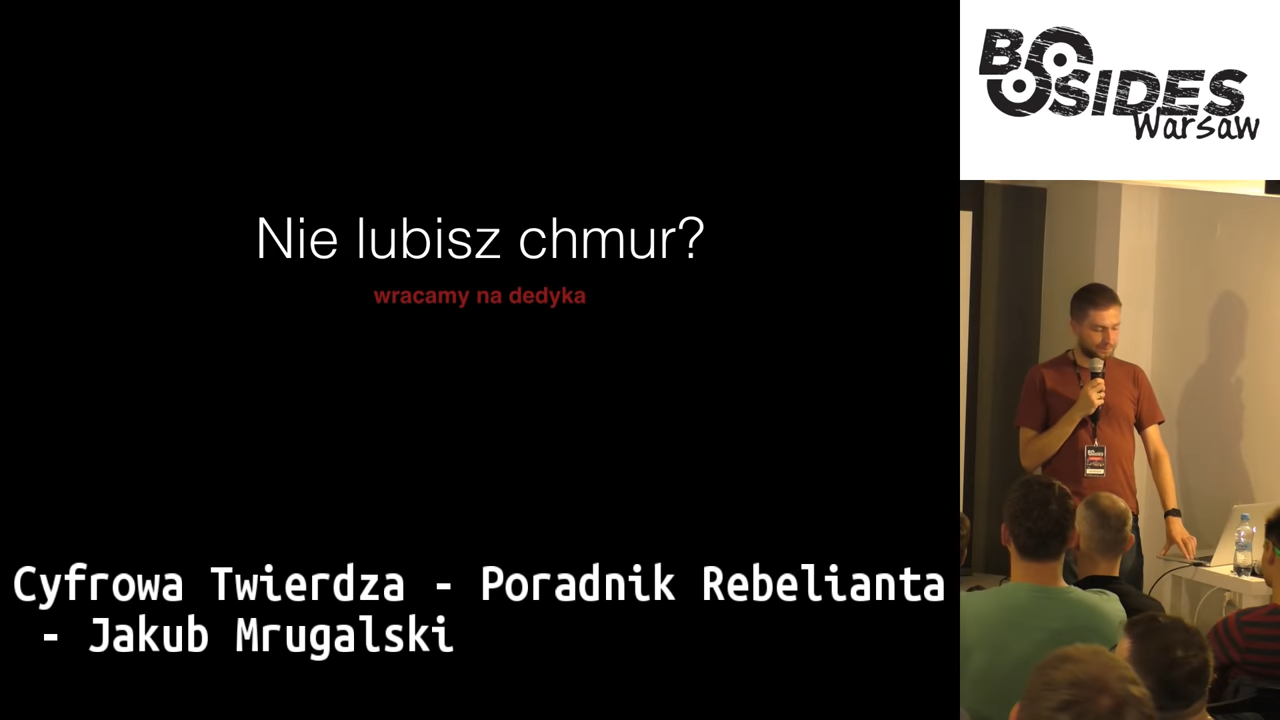 Nie lubisz chmur?
wracamy na dedyka
Cyfrowa Twierdza - Poradnik Rebelianta
- Jakub Mrugalski
BSIDES
Warsaw